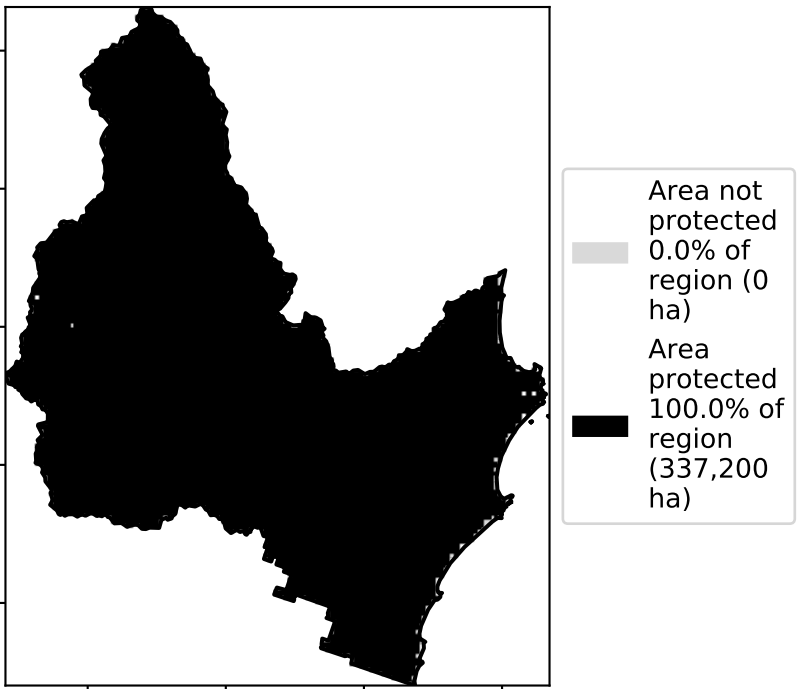 Area not
protected
0.0% of
region (0
ha)
Area
protected
100.0% of
region
(337,200
ha)